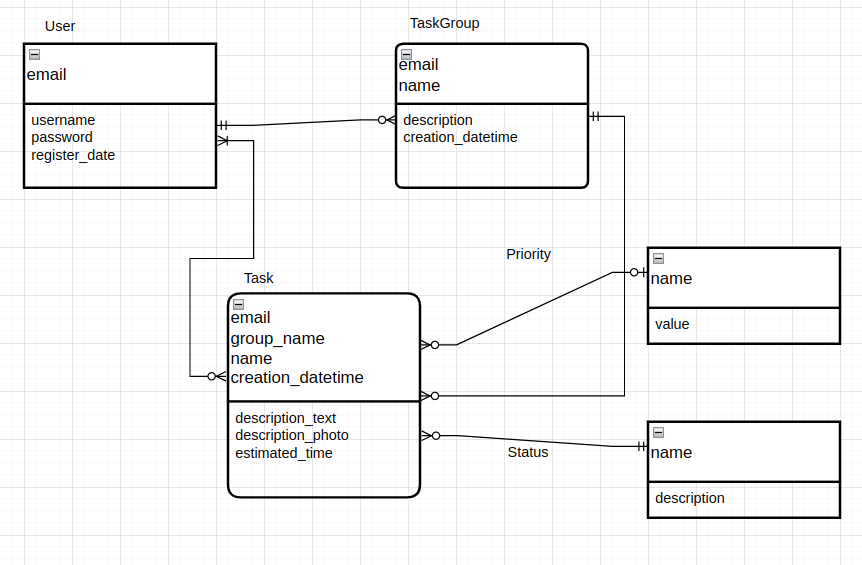 User
email
username
password
register_date
TaskGroup
email
name
description
creation_datetime
Priority
name
value
Task
email
group_name
name
creation_datetime
description_text
description_photo
estimated_time
Status
name
description